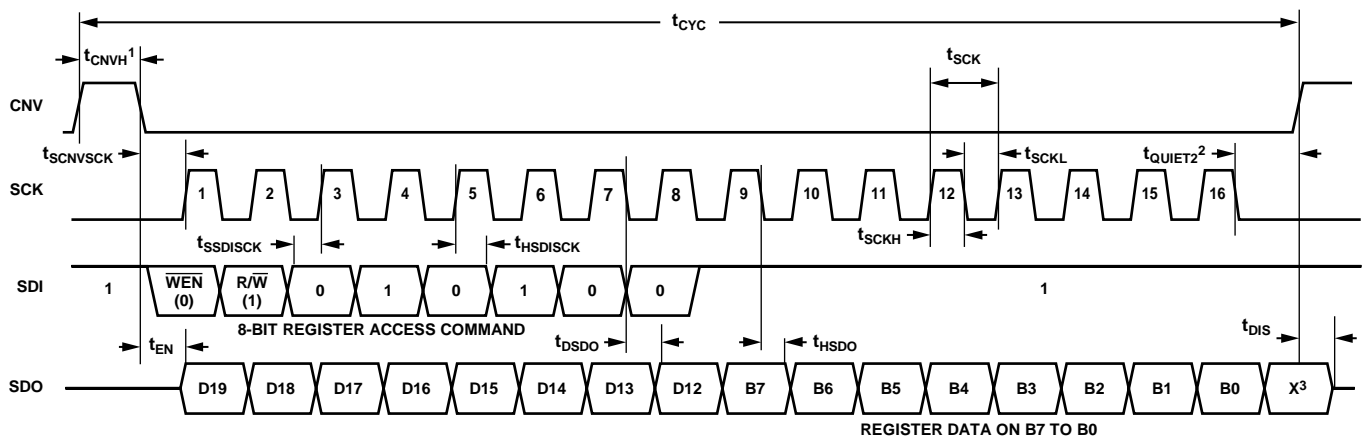 tCYC
tCNVH1
tSCK
CNV
tSCNVSCK
tSCKL
tQUIET2 2
SCK
1 2 3 4 5 6 7 8 9 10 11 12 13 14 15 16
tSSDISCK
tHSDISCK
tSCKH
SDI
1
WEN (0)
R/W (1)
0 1 0 1 0 0
1
8-BIT REGISTER ACCESS COMMAND
tEN
tDSDO
tHSDO
tDIS
SDO
D19 D18 D17 D16 D15 D14 D13 D12 B7 B6 B5 B4 B3 B2 B1 B0 X3
REGISTER DATA ON B7 TO B0